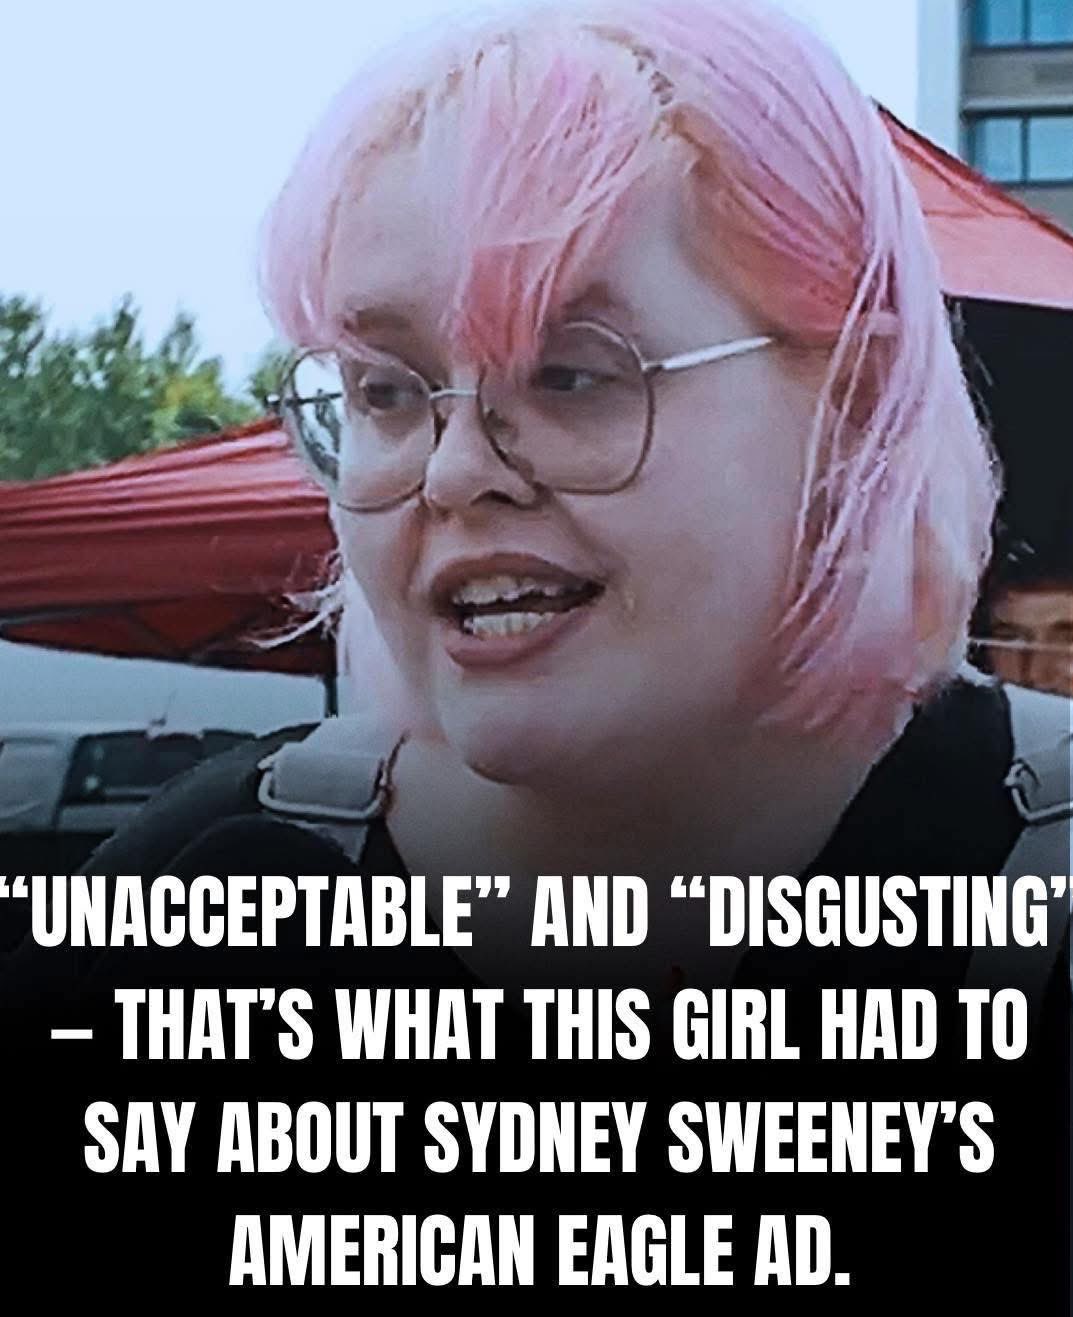 “UNACCEPTABLE” AND “DISGUSTING”
– THAT’S WHAT THIS GIRL HAD TO
SAY ABOUT SYDNEY SWEENEY’S
AMERICAN EAGLE AD.